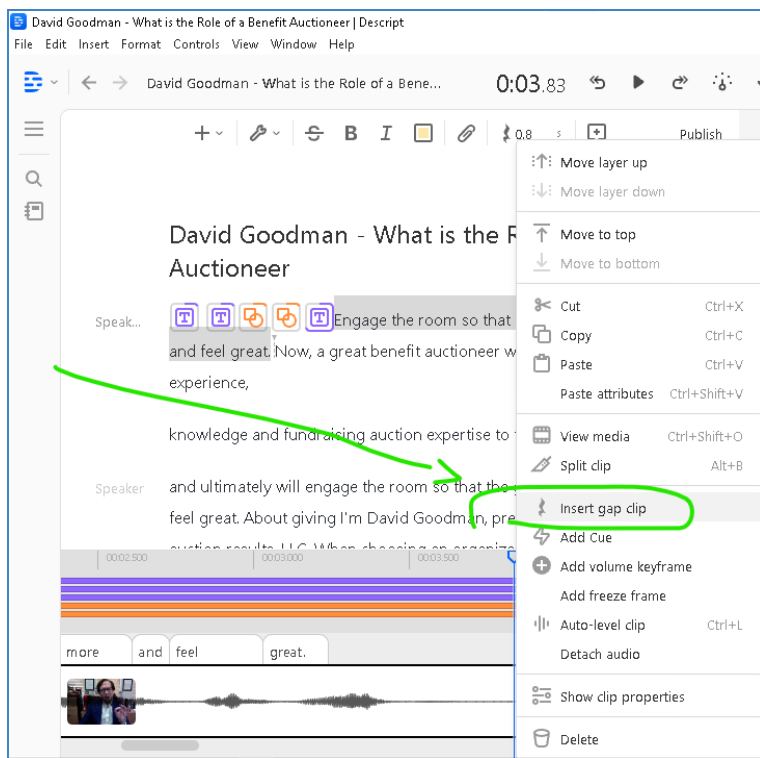 David Goodman - What is the Role of a Benefit Auctioneer | Descript
File Edit Insert Format Controls View Window Help
David Goodman - What is the Role of a Bene... 0:03.83
B I 0.8 s Publish
Move layer up
Move layer down
David Goodman - What is the R
Auctioneer
Move to top
Move to bottom
Speak... T T T Engage the room so that
and feel great. Now, a great benefit auctioneer w
experience,
Cut Ctrl+X
Copy Ctrl+C
Paste Ctrl+V
Paste attributes Ctrl+Shift+V
knowledge and fundraising auction expertise to
View media Ctrl+Shift+O
Split clip Alt+B
Speaker and ultimately will engage the room so that the
feel great. About giving I'm David Goodman, pre
auction results, LLC. When choosing an organize
Insert gap clip
Add Cue
Add volume keyframe
Add freeze frame
Auto-level clip Ctrl+L
Detach audio
00:02.500 00:03.000 00:03.500
more and feel great.
Show clip properties
Delete